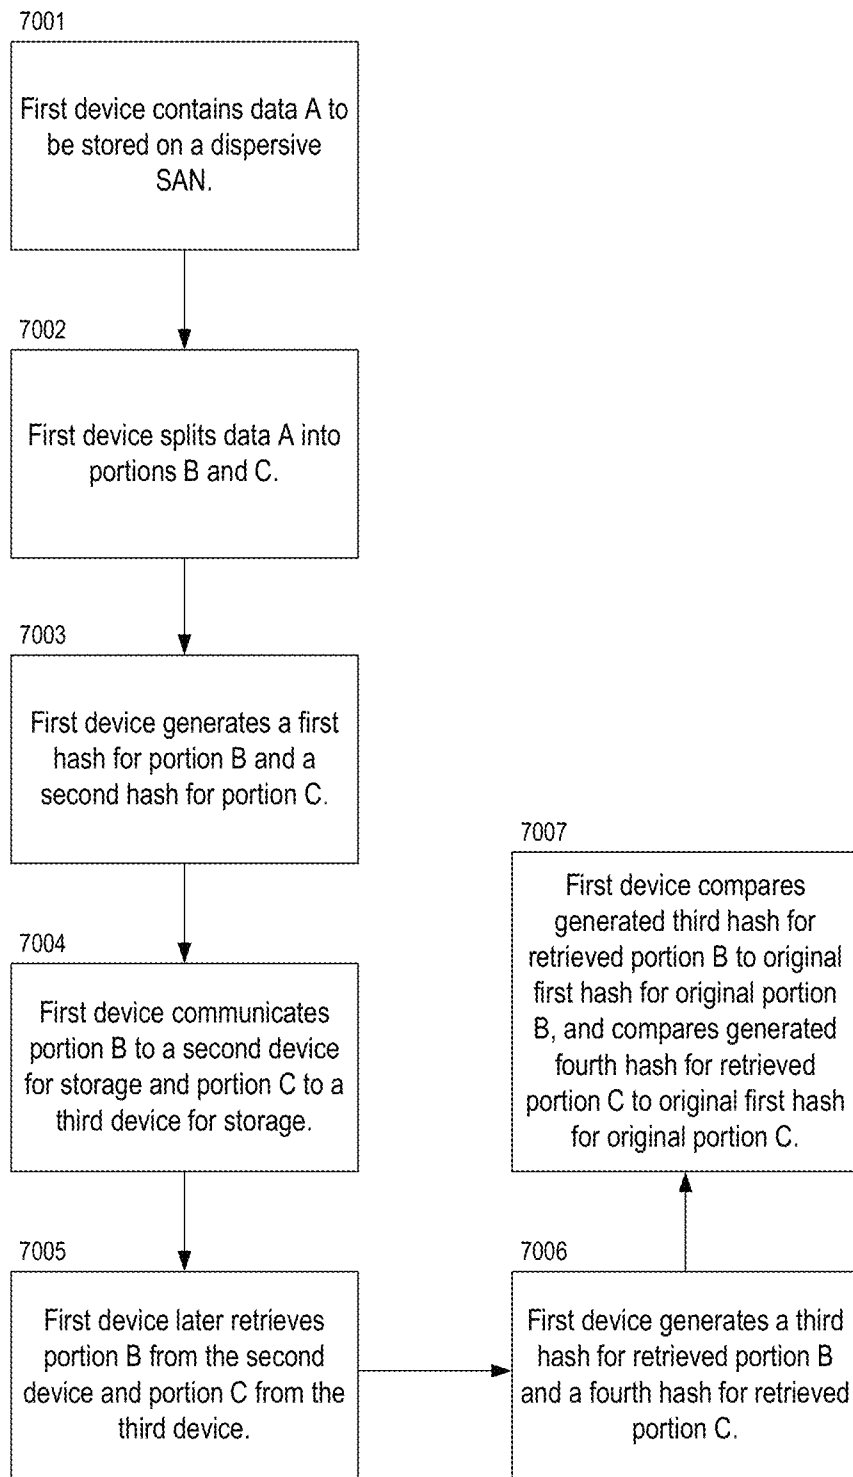 7001
First device contains data A to
be stored on a dispersive
SAN.
7002
First device splits data A into
portions B and C.
7003
First device generates a first
hash for portion B and a
second hash for portion C.
7004
First device communicates
portion B to a second device
for storage and portion C to a
third device for storage.
7005
First device later retrieves
portion B from the second
device and portion C from the
third device.
7006
First device generates a third
hash for retrieved portion B
and a fourth hash for retrieved
portion C.
7007
First device compares
generated third hash for
retrieved portion B to original
first hash for original portion
B, and compares generated
fourth hash for retrieved
portion C to original first hash
for original portion C.